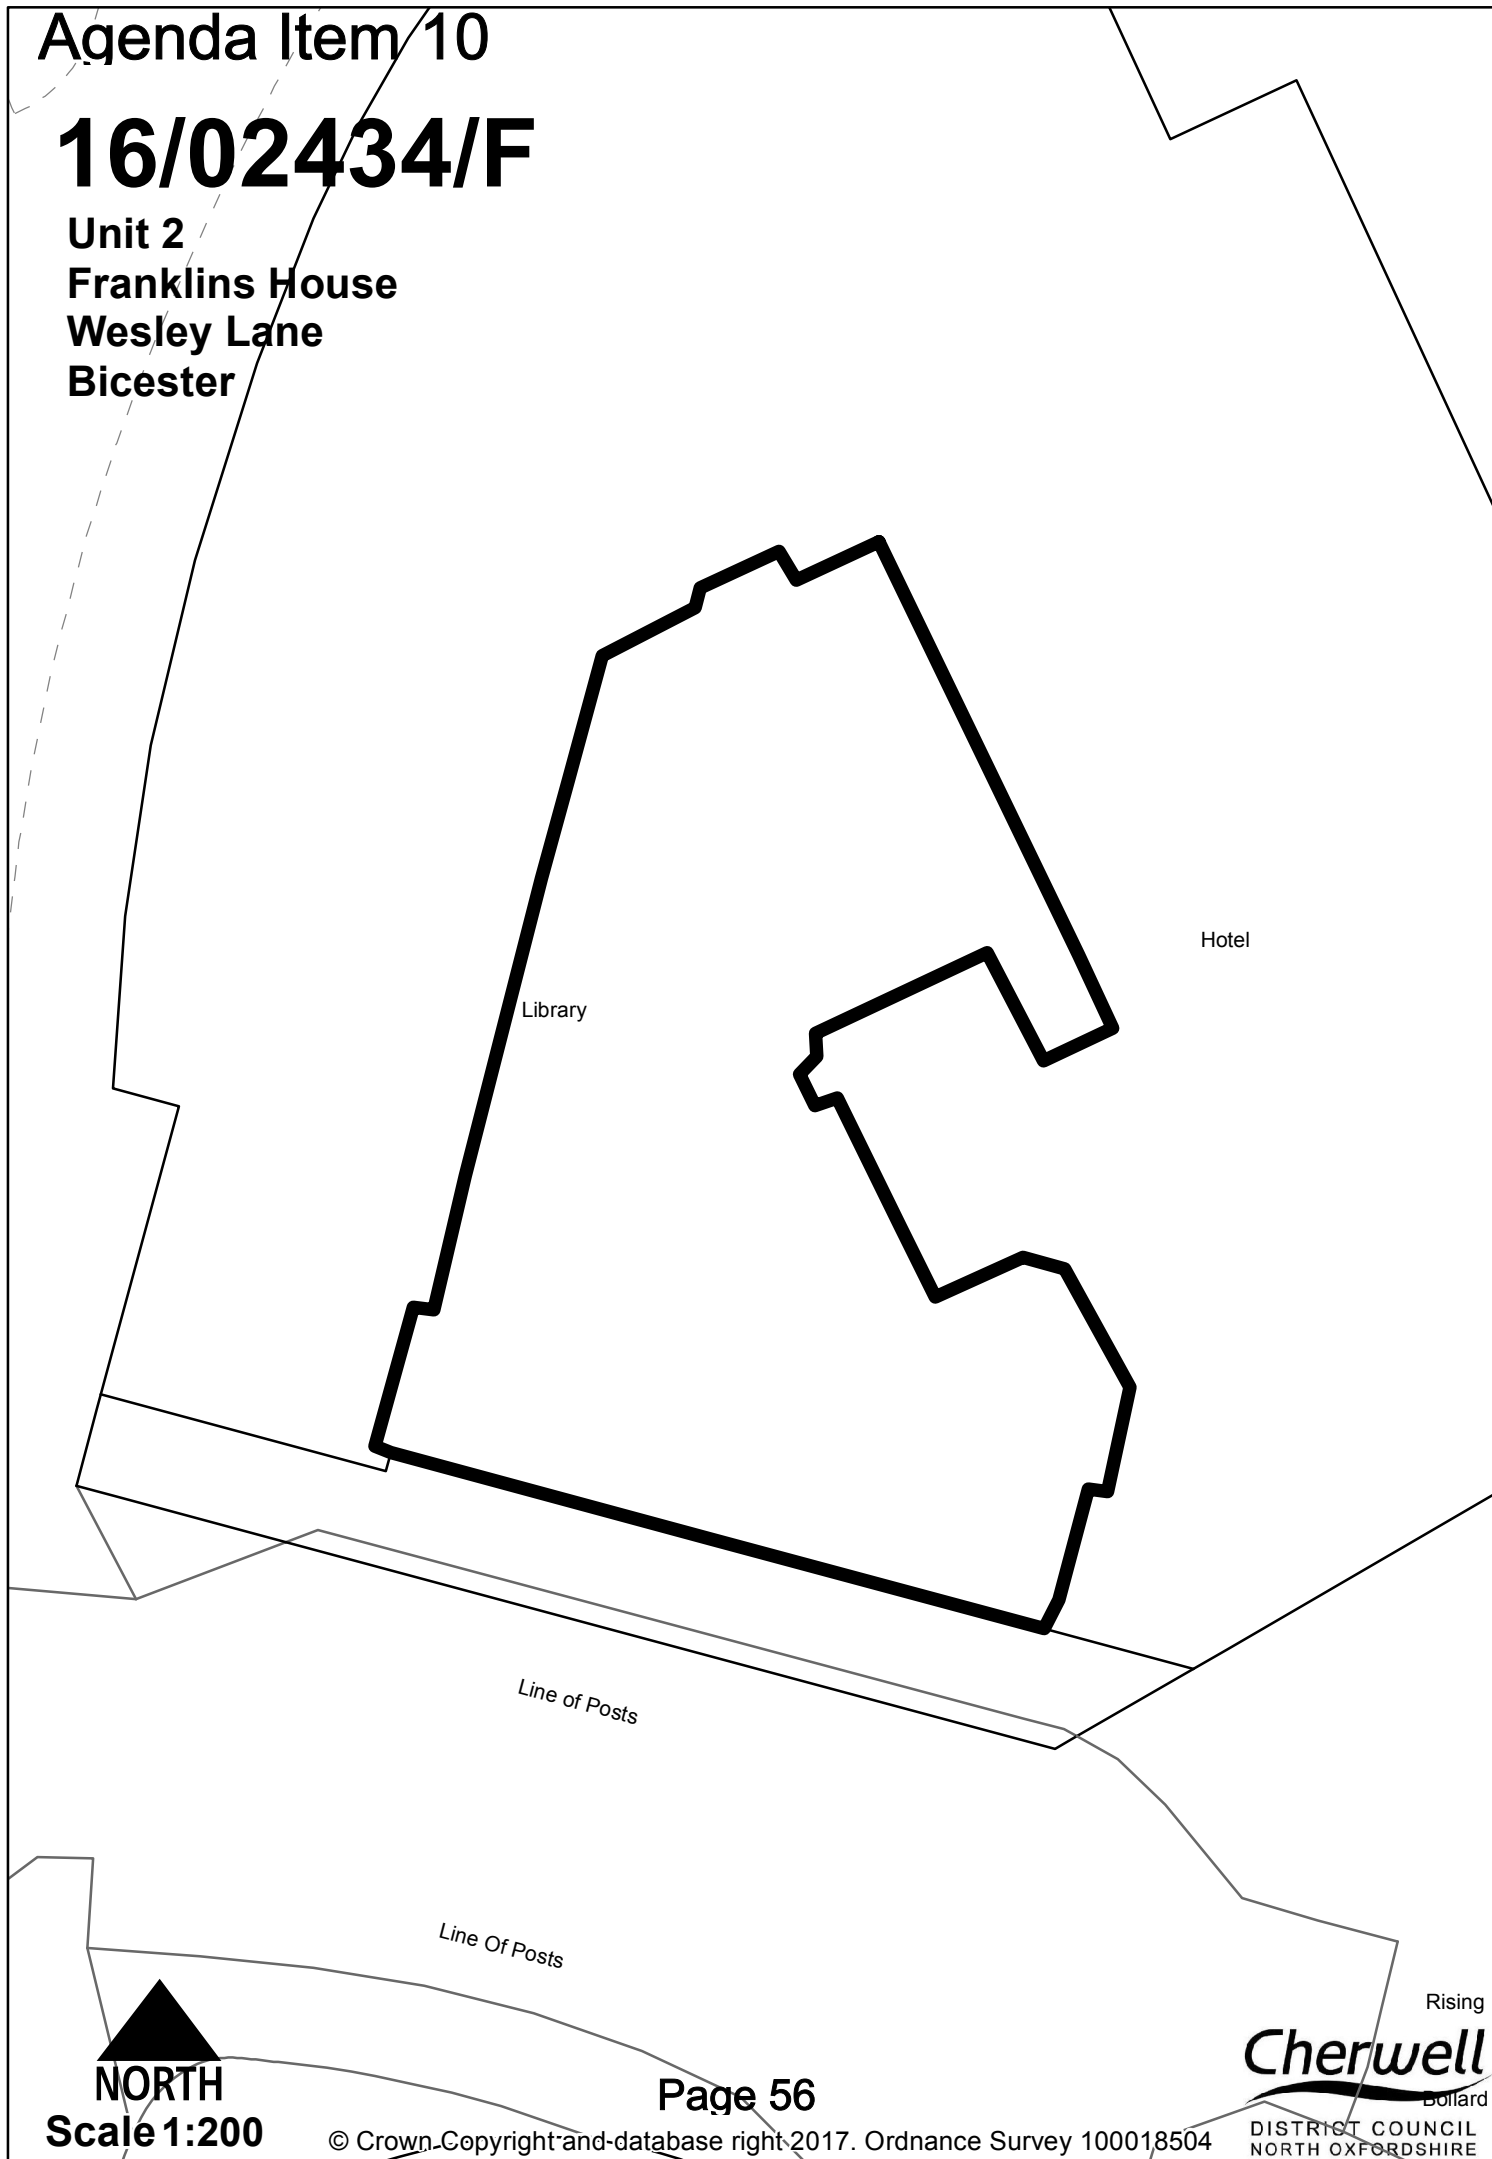 Agenda Item 10
16/02434/F
Unit 2
Franklins House
Wesley Lane
Bicester
Hotel
Library
Line of Posts
Line Of Posts
Rising
Bollard
NORTH
Scale 1:200
Page 56
© Crown Copyright and database right 2017. Ordnance Survey 100018504
Cherwell
DISTRICT COUNCIL
NORTH OXFORDSHIRE